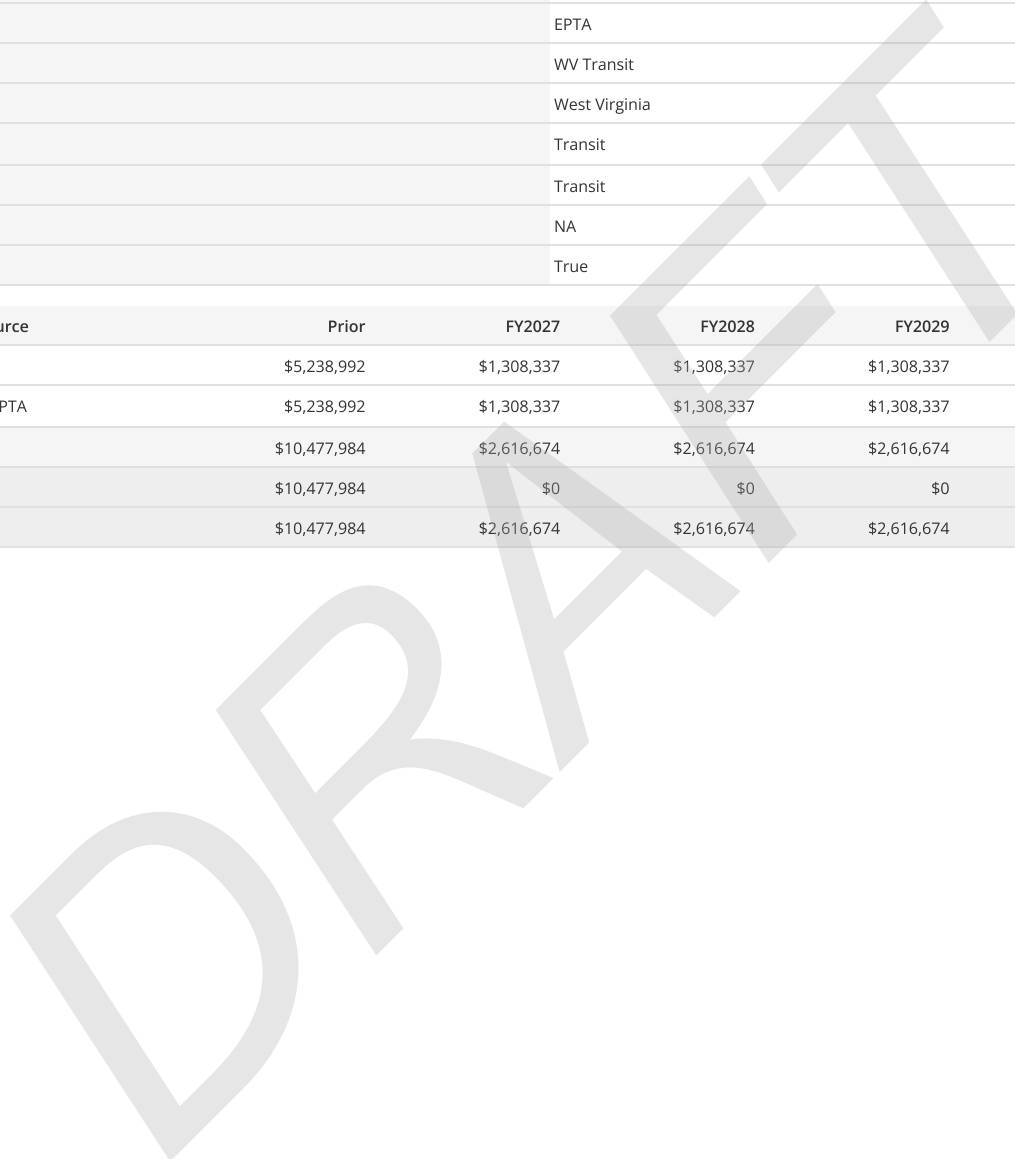 EPTA
WV Transit
West Virginia
Transit
Transit
NA
True
urce Prior FY2027 FY2028 FY2029
$5,238,992 $1,308,337 $1,308,337 $1,308,337
PTA $5,238,992 $1,308,337 $1,308,337 $1,308,337
$10,477,984 $2,616,674 $2,616,674 $2,616,674
$10,477,984 $0 $0 $0
$10,477,984 $2,616,674 $2,616,674 $2,616,674
DRAFT